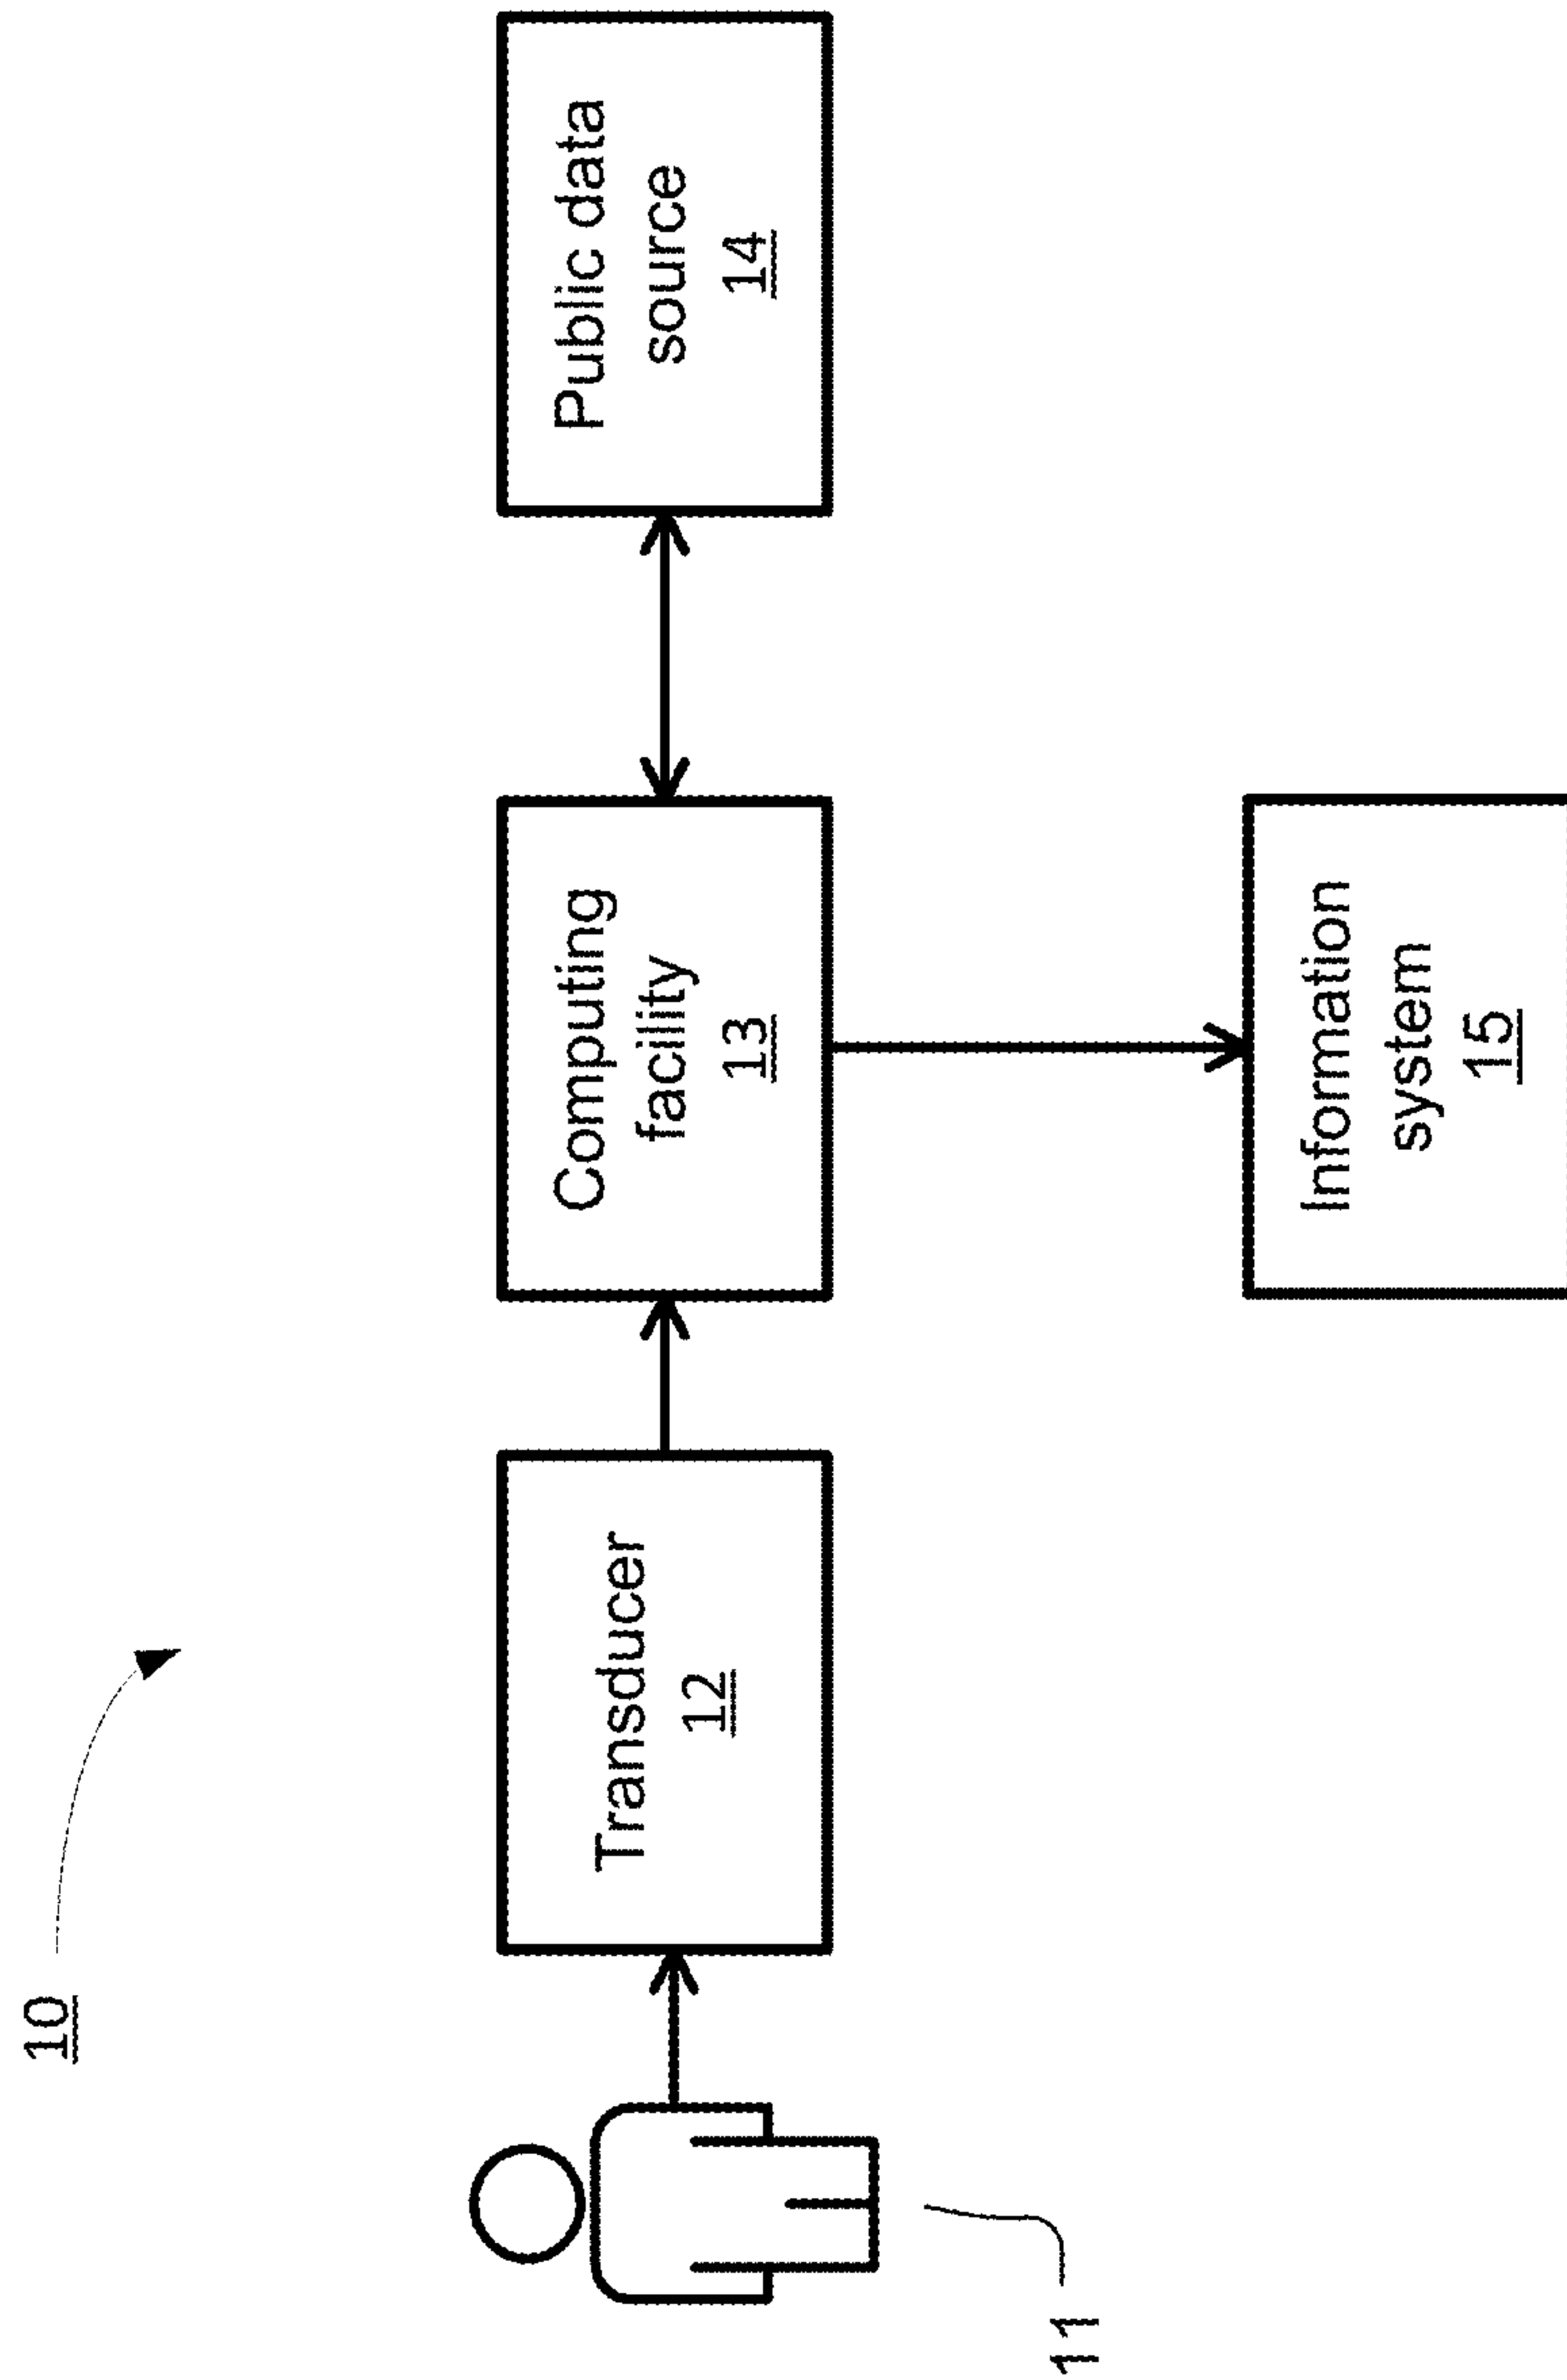 10
11
Transducer
12
Computing
facility
13
Public data
source
14
Information
system
15